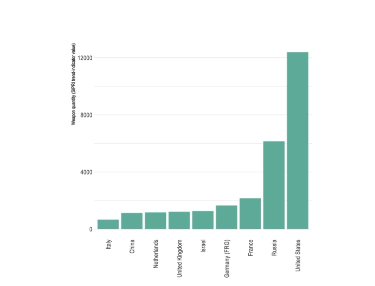 Weapon quantity (SIPRI trend-indicator value)
12000
8000
4000
0
Italy
China
Netherlands
United Kingdom
Israel
Germany (FRG)
France
Russia
United States